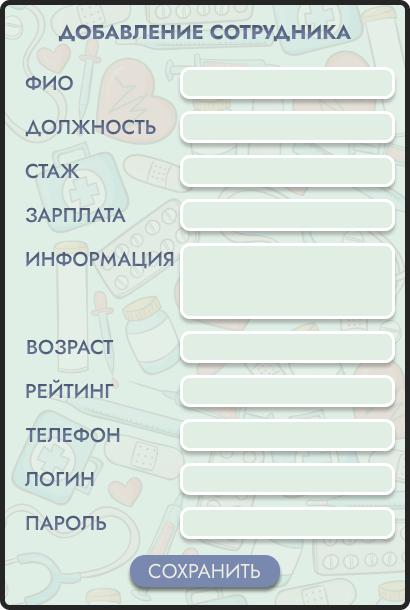 ДОБАВЛЕНИЕ СОТРУДНИКА
ФИО
ДОЛЖНОСТЬ
СТАЖ
ЗАРПЛАТА
ИНФОРМАЦИЯ
ВОЗРАСТ
РЕЙТИНГ
ТЕЛЕФОН
ЛОГИН
ПАРОЛЬ
СОХРАНИТЬ